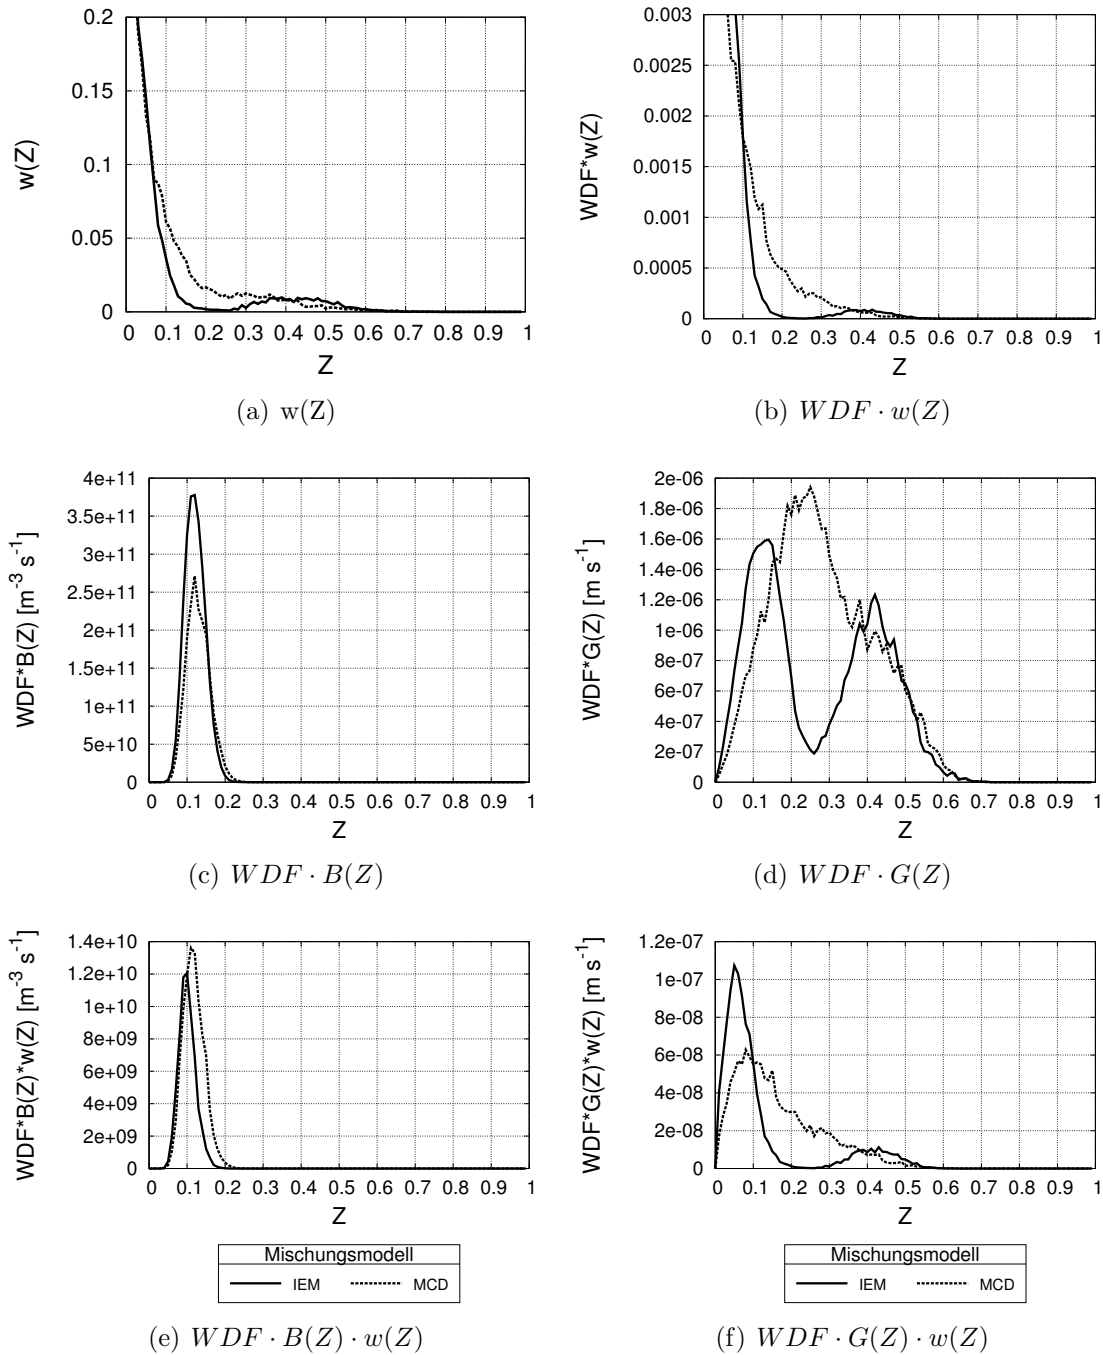 0.2
0.15
0.1
0.05
0
w(Z)
0 0.1 0.2 0.3 0.4 0.5 0.6 0.7 0.8 0.9 1
Z
(a) w(Z)
0.003
0.0025
0.002
0.0015
0.001
0.0005
0
WDF*w(Z)
0 0.1 0.2 0.3 0.4 0.5 0.6 0.7 0.8 0.9 1
Z
(b) WDF · w(Z)
4e+11
3.5e+11
3e+11
2.5e+11
2e+11
1.5e+11
1e+11
5e+10
0
WDF*B(Z) [m⁻³ s⁻¹]
0 0.1 0.2 0.3 0.4 0.5 0.6 0.7 0.8 0.9 1
Z
(c) WDF · B(Z)
2e-06
1.8e-06
1.6e-06
1.4e-06
1.2e-06
1e-06
8e-07
6e-07
4e-07
2e-07
0
WDF*G(Z) [m s⁻¹]
0 0.1 0.2 0.3 0.4 0.5 0.6 0.7 0.8 0.9 1
Z
(d) WDF · G(Z)
1.4e+10
1.2e+10
1e+10
8e+09
6e+09
4e+09
2e+09
0
WDF*B(Z)*w(Z) [m⁻³ s⁻¹]
0 0.1 0.2 0.3 0.4 0.5 0.6 0.7 0.8 0.9 1
Z
Mischungsmodell
IEM MCD
(e) WDF · B(Z) · w(Z)
1.2e-07
1e-07
8e-08
6e-08
4e-08
2e-08
0
WDF*G(Z)*w(Z) [m s⁻¹]
0 0.1 0.2 0.3 0.4 0.5 0.6 0.7 0.8 0.9 1
Z
Mischungsmodell
IEM MCD
(f) WDF · G(Z) · w(Z)